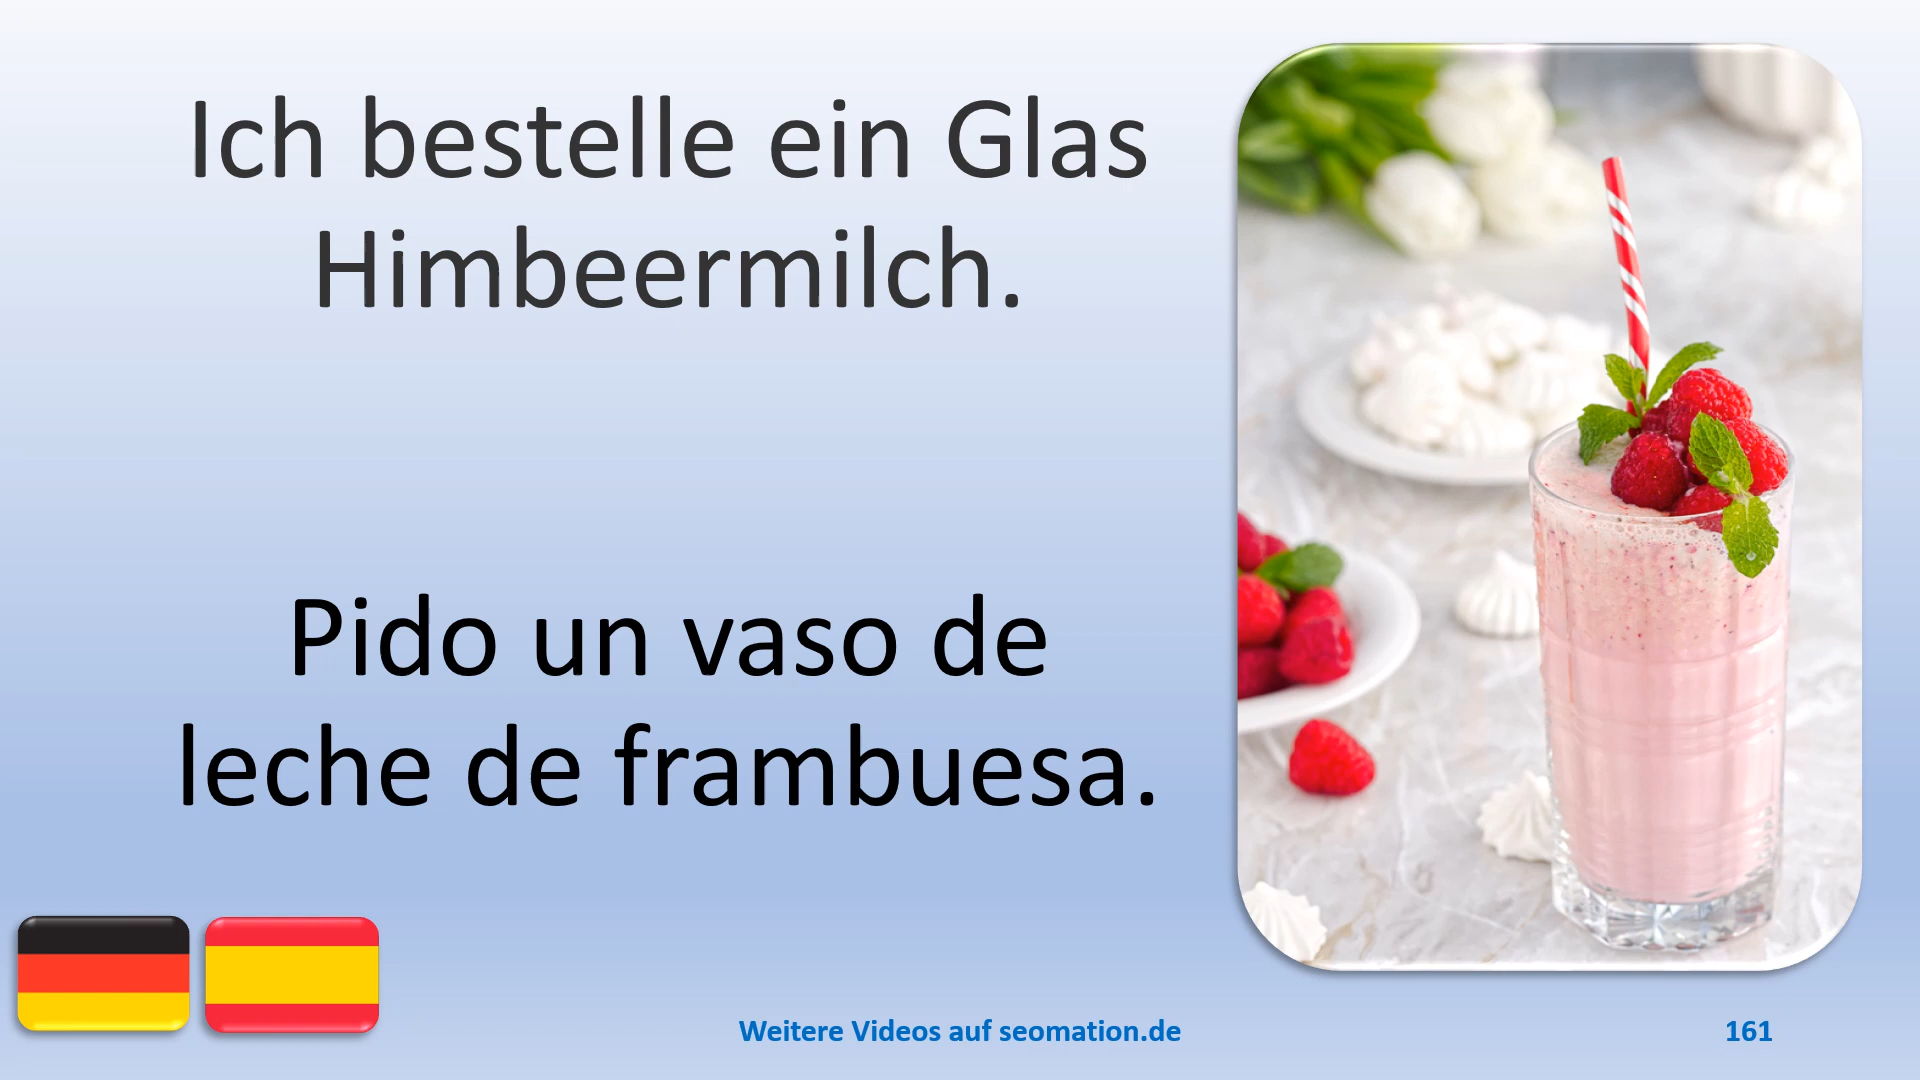 Ich bestelle ein Glas
Himbeermilch.
Pido un vaso de
leche de frambuesa.
Weitere Videos auf seomation.de
161